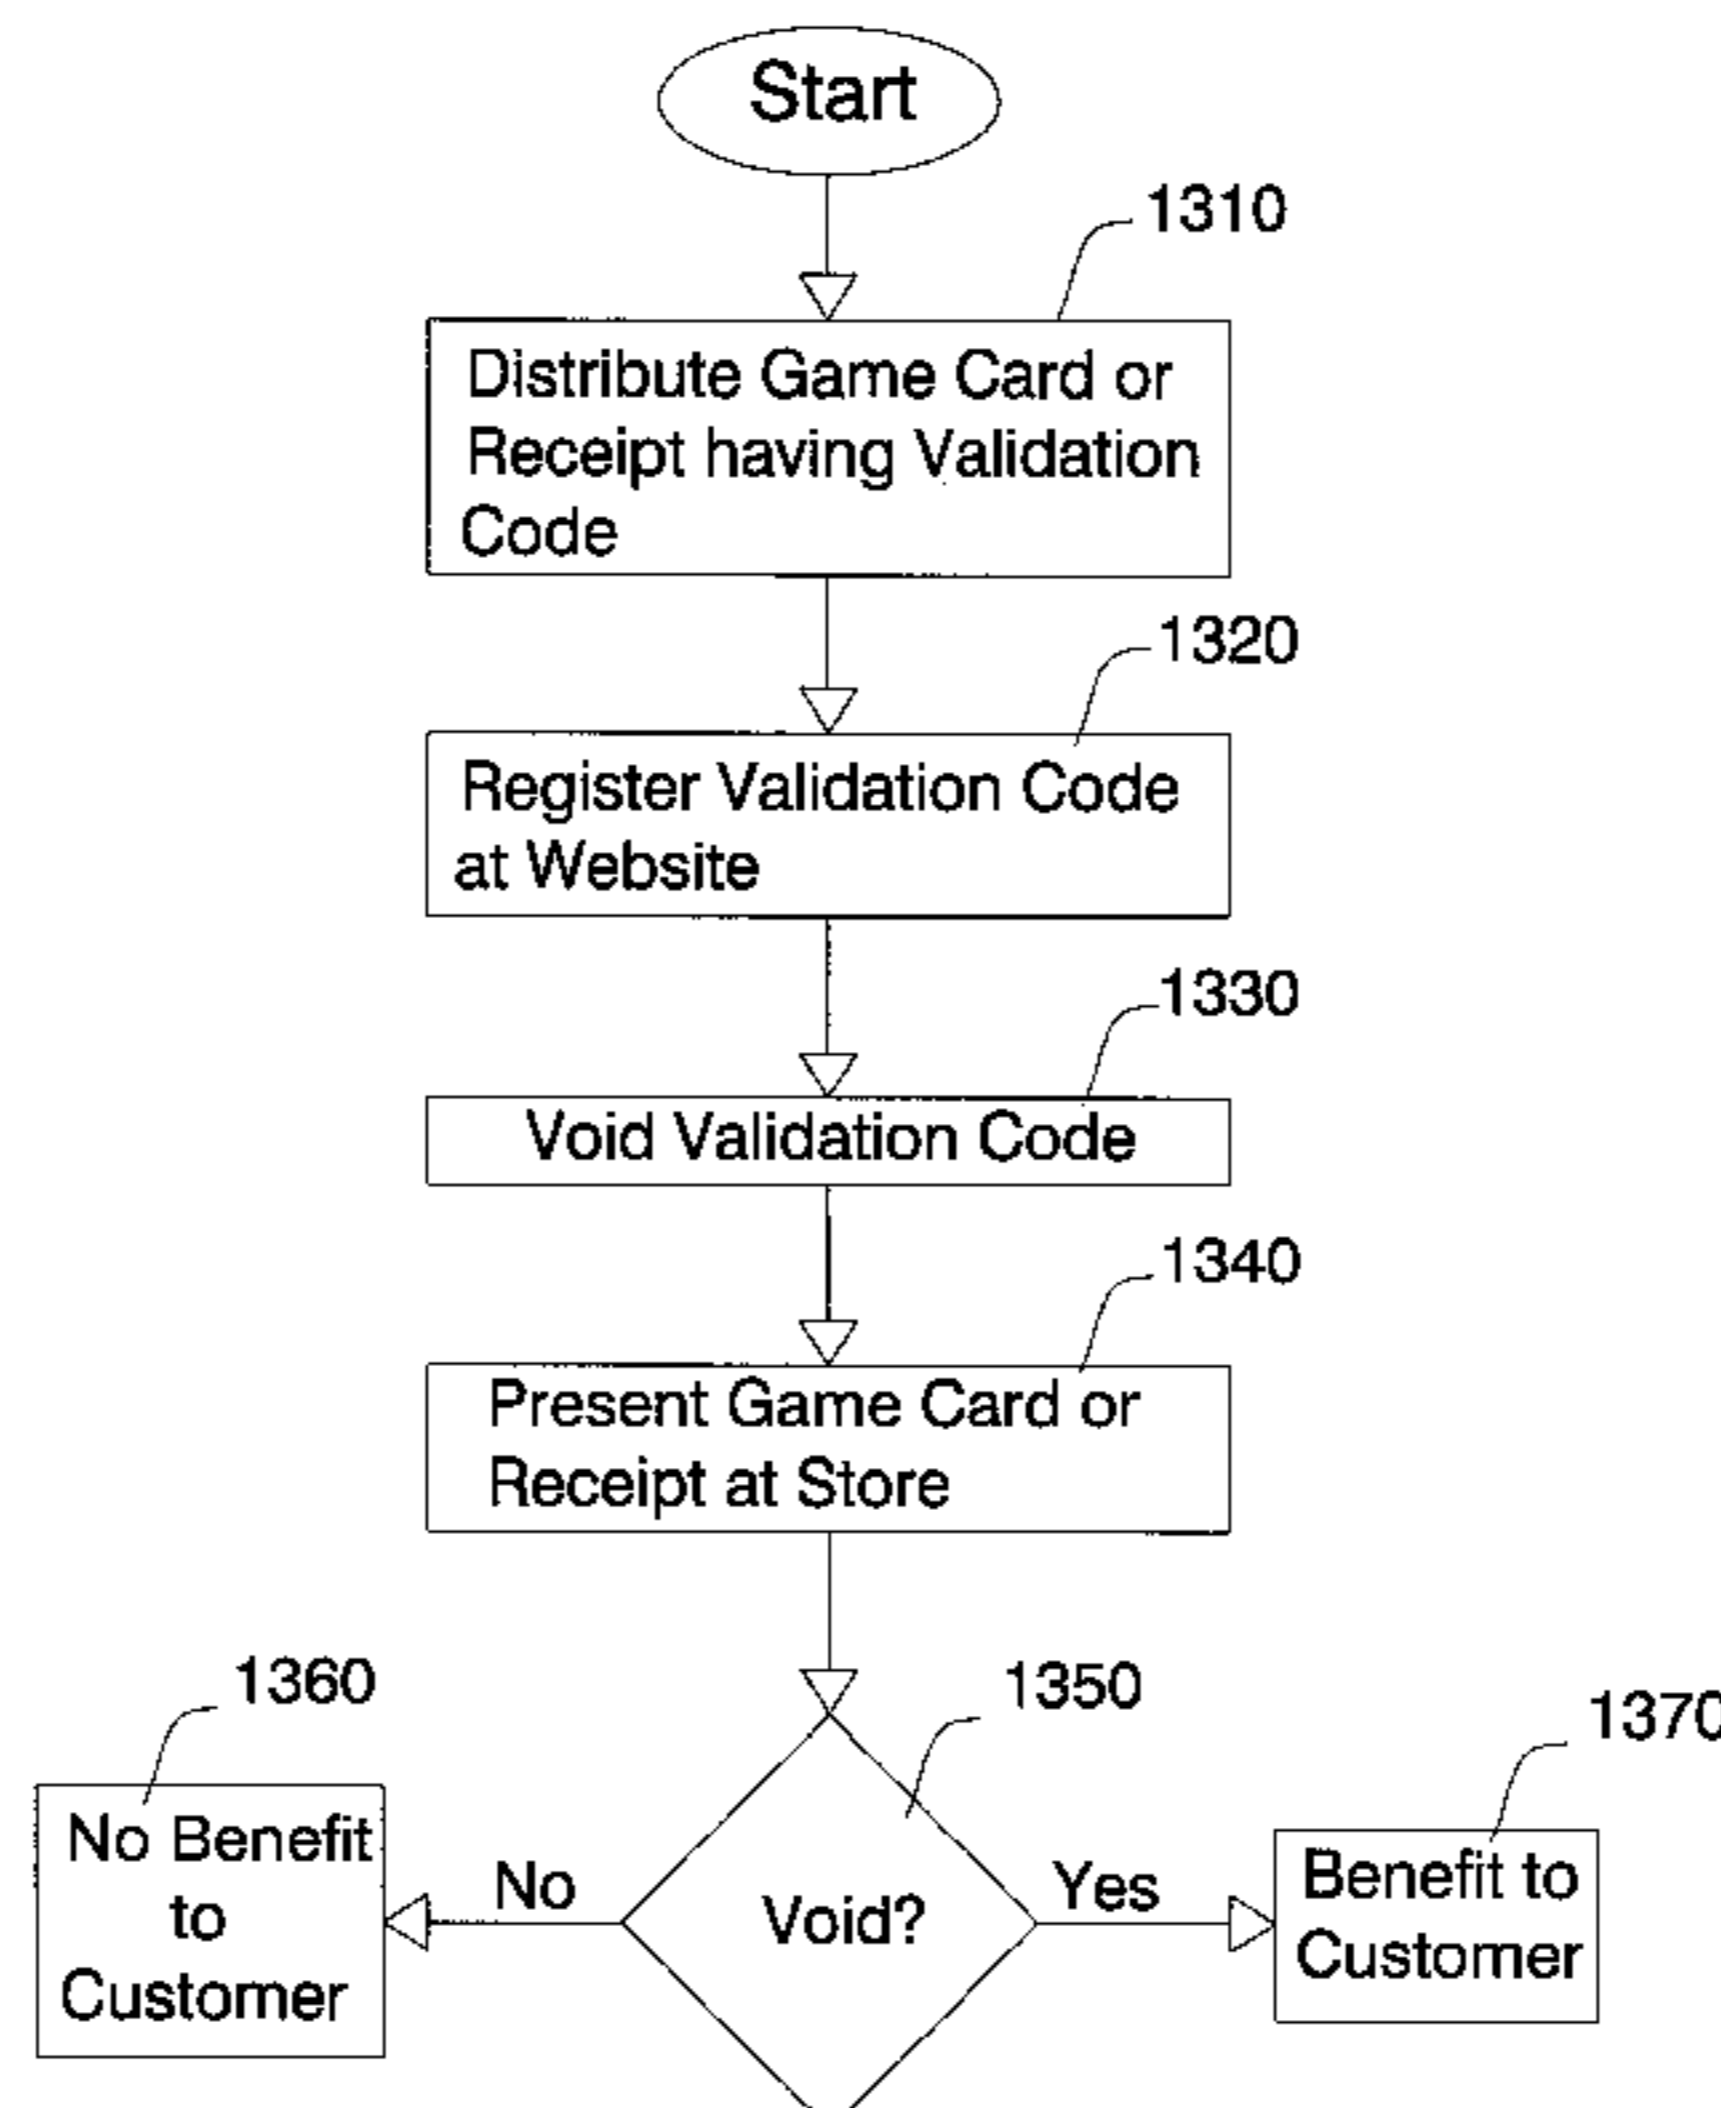 Start
1310
Distribute Game Card or
Receipt having Validation
Code
1320
Register Validation Code
at Website
1330
Void Validation Code
1340
Present Game Card or
Receipt at Store
1360
1350
1370
No Benefit
to
Customer
No
Void?
Yes
Benefit to
Customer